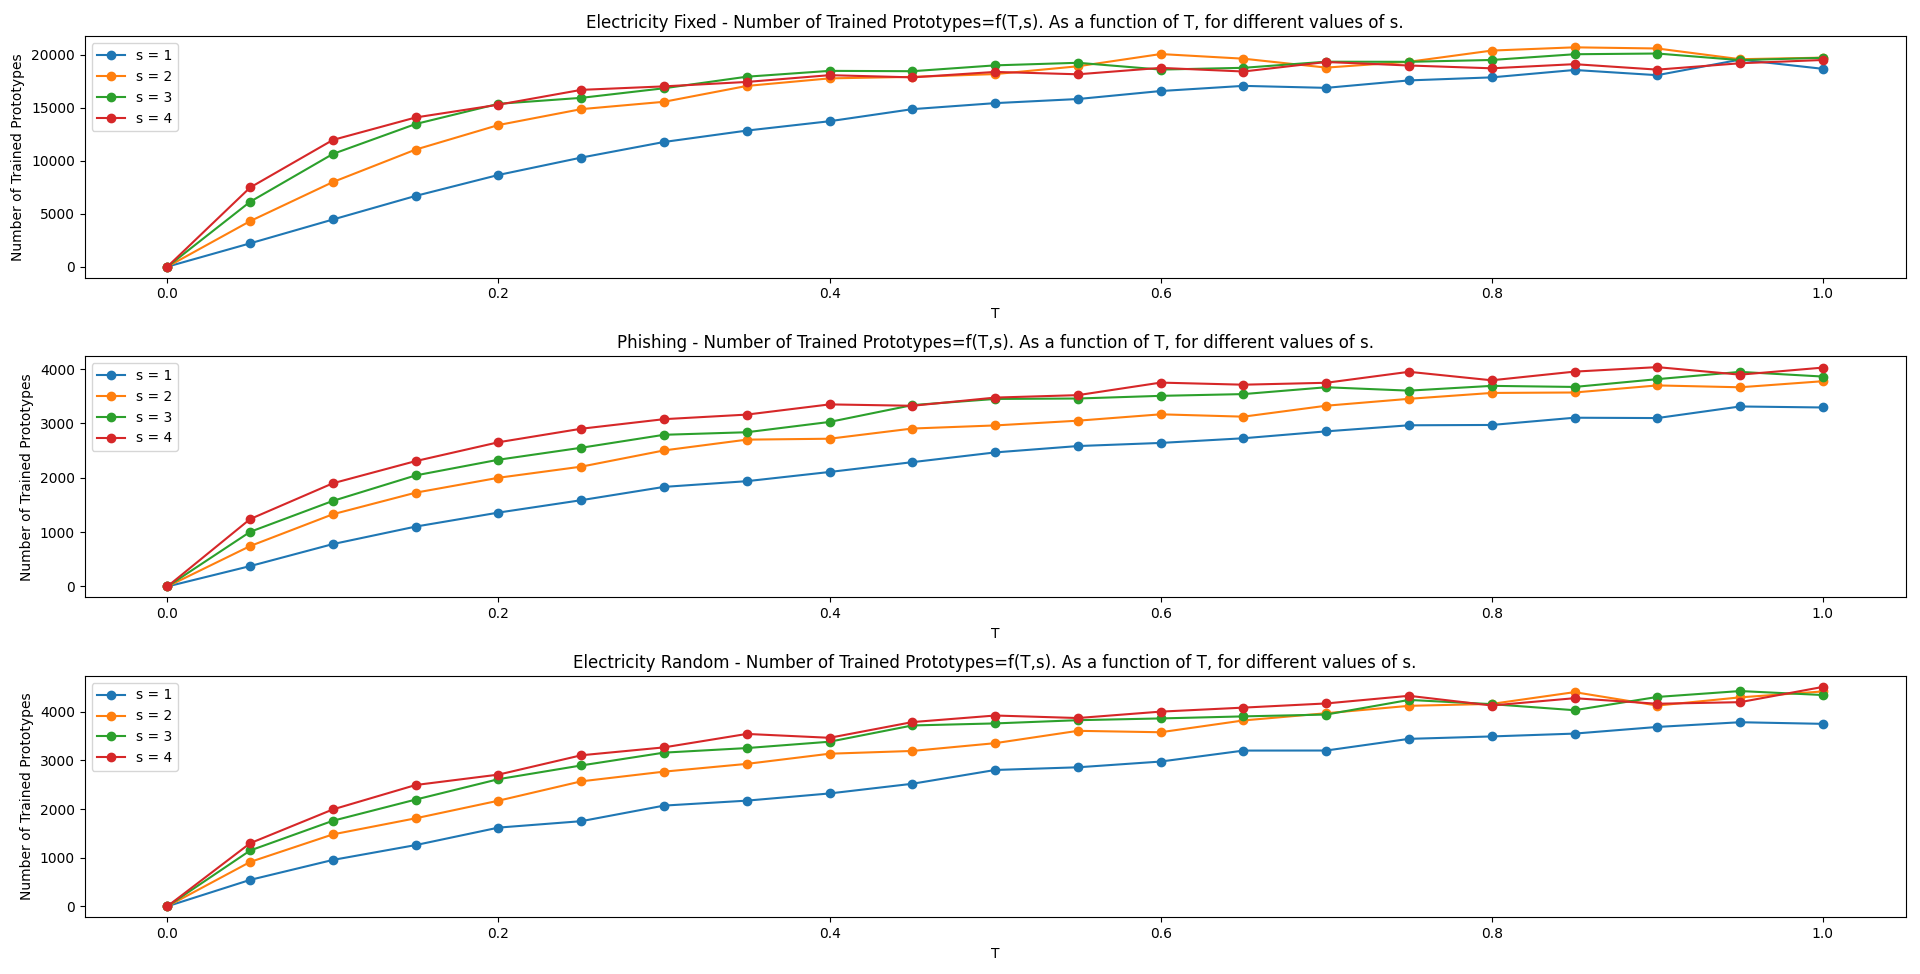 Electricity Fixed - Number of Trained Prototypes=f(T,s). As a function of T, for different values of s.
Number of Trained Prototypes
20000
15000
10000
5000
0
s = 1
s = 2
s = 3
s = 4
0.0 0.2 0.4 0.6 0.8 1.0
T
Phishing - Number of Trained Prototypes=f(T,s). As a function of T, for different values of s.
Number of Trained Prototypes
4000
3000
2000
1000
0
s = 1
s = 2
s = 3
s = 4
0.0 0.2 0.4 0.6 0.8 1.0
T
Electricity Random - Number of Trained Prototypes=f(T,s). As a function of T, for different values of s.
Number of Trained Prototypes
4000
3000
2000
1000
0
s = 1
s = 2
s = 3
s = 4
0.0 0.2 0.4 0.6 0.8 1.0
T